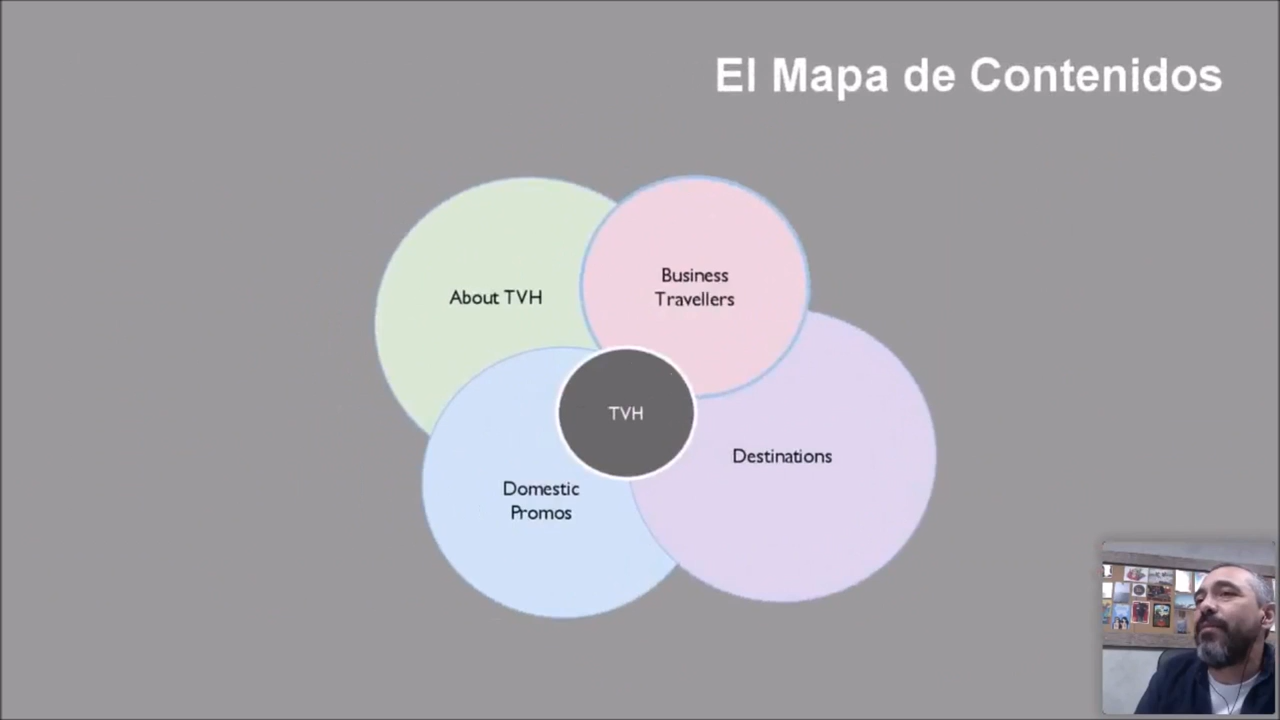 El Mapa de Contenidos
About TVH
Business
Travellers
TVH
Destinations
Domestic
Promos